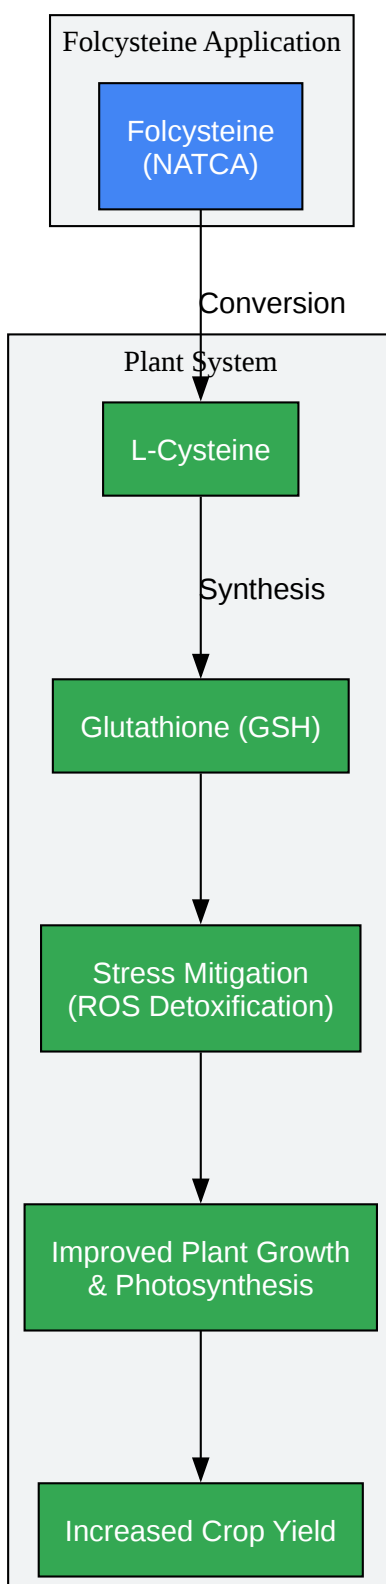 Folcysteine Application
Folcysteine
(NATCA)
Conversion
Plant System
L-Cysteine
Synthesis
Glutathione (GSH)
Stress Mitigation
(ROS Detoxification)
Improved Plant Growth
& Photosynthesis
Increased Crop Yield